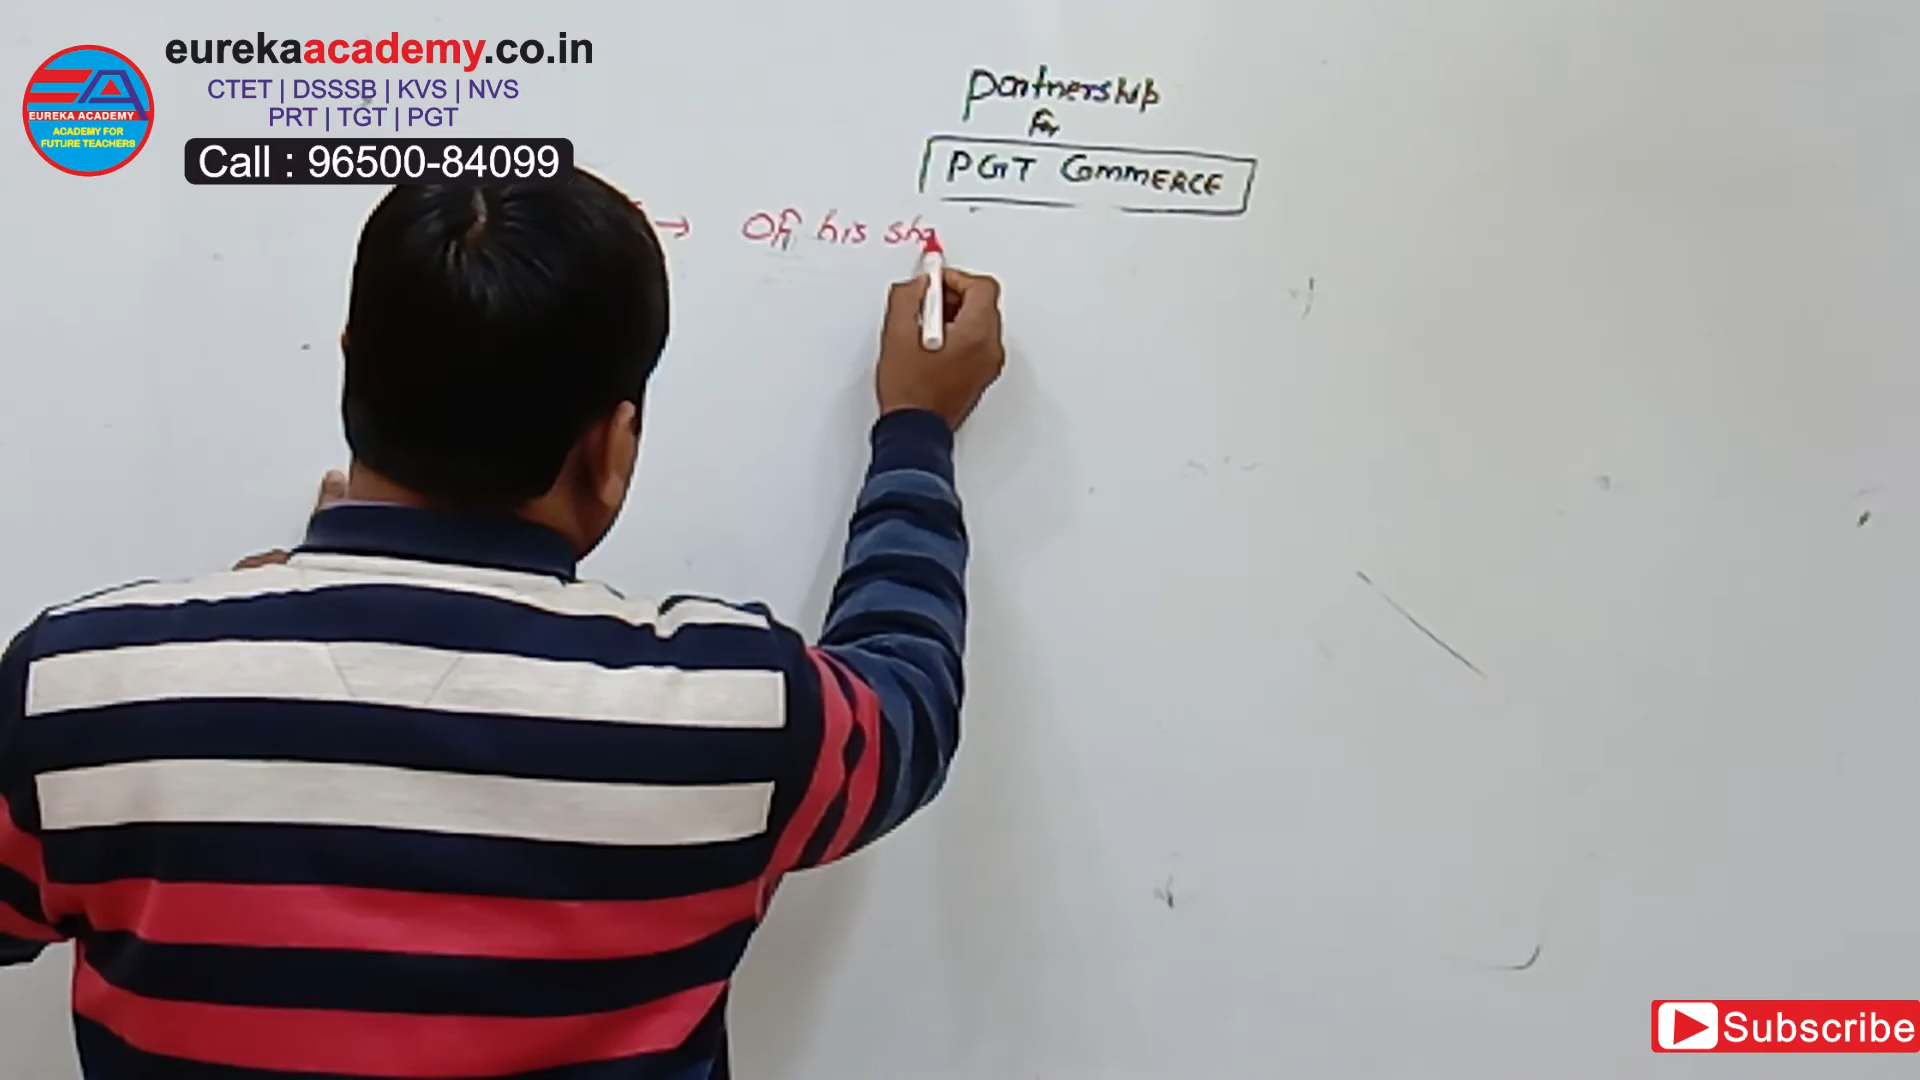 eurekaacademy.co.in
CTET | DSSSB | KVS | NVS
PRT | TGT | PGT
Call : 96500-84099
EUREKA ACADEMY
ACADEMY FOR
FUTURE TEACHERS
Partnership
for
PGT COMMERCE
→ Of his sha
Subscribe